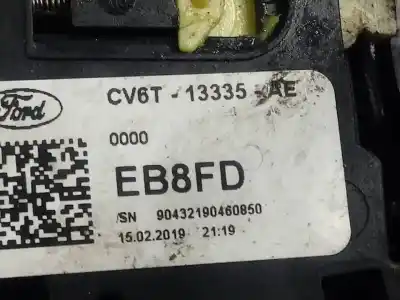 Ford
CV6T - 13335 - AE
0000
EB8FD
/SN 90432190460850
15.02.2019 21:19